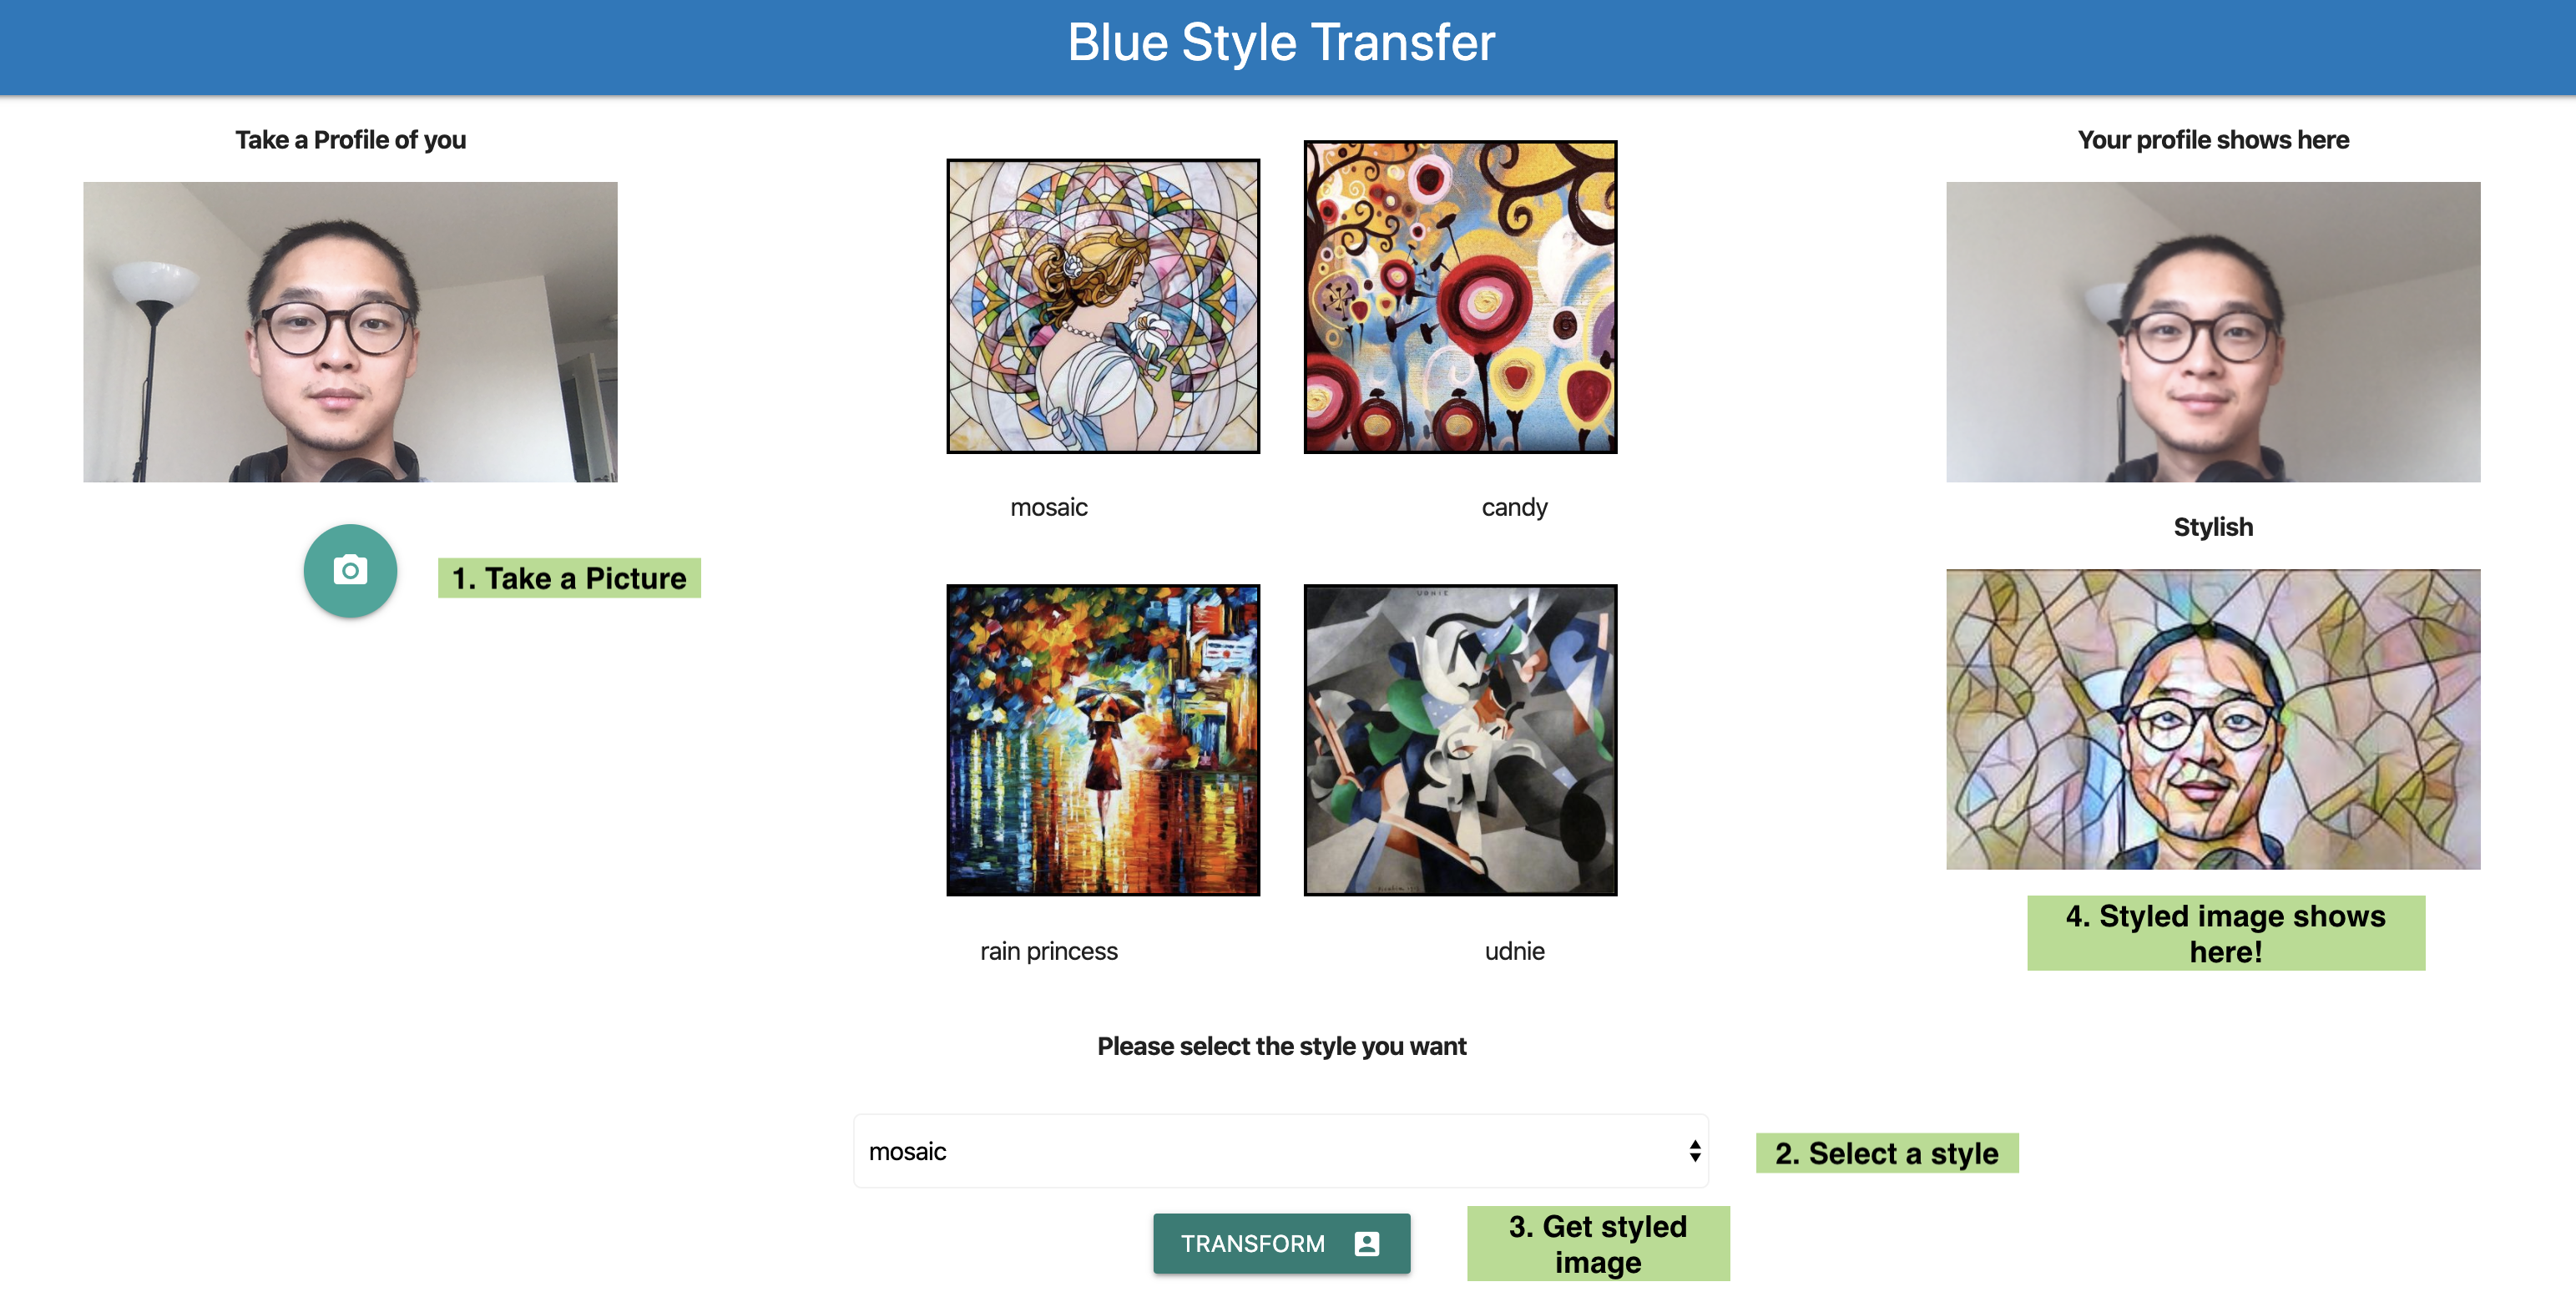 Blue Style Transfer
Take a Profile of you
1. Take a Picture
mosaic
candy
UDNIE
rain princess
udnie
Please select the style you want
mosaic
2. Select a style
TRANSFORM
3. Get styled
image
Your profile shows here
Stylish
4. Styled image shows
here!